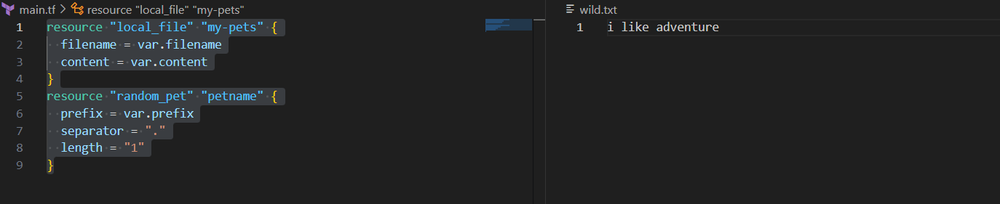 main.tf > resource "local_file" "my-pets"
1 resource "local_file" "my-pets" {
2 filename = var.filename
3 content = var.content
4 }
5 resource "random_pet" "petname" {
6 prefix = var.prefix
7 separator = "."
8 length = "1"
9 }
wild.txt
1 i like adventure